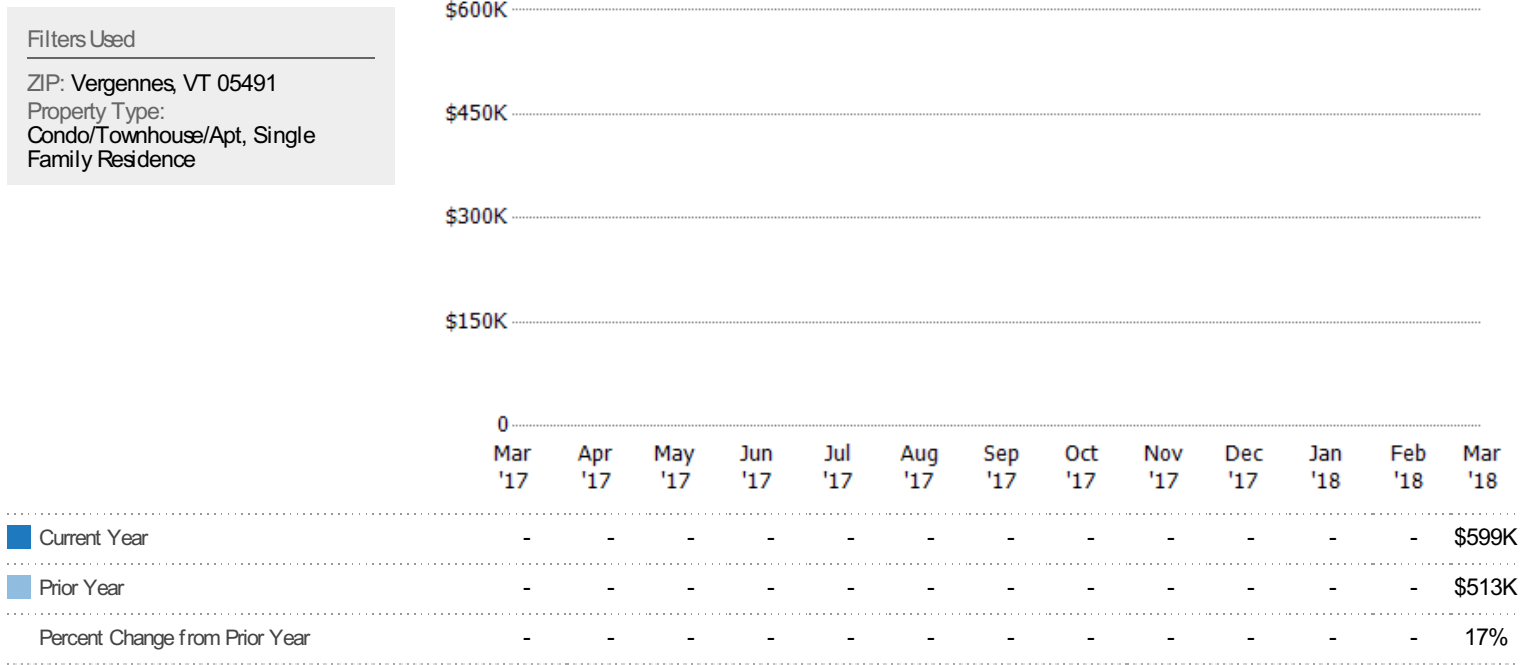 Filters Used
ZIP: Vergennes, VT 05491
Property Type:
Condo/Townhouse/Apt, Single
Family Residence
$600K
$450K
$300K
$150K
0
Mar Apr May Jun Jul Aug Sep Oct Nov Dec Jan Feb Mar
'17 '17 '17 '17 '17 '17 '17 '17 '17 '17 '18 '18 '18
Current Year - - - - - - - - - - - - $599K
Prior Year - - - - - - - - - - - - $513K
Percent Change from Prior Year - - - - - - - - - - - - 17%